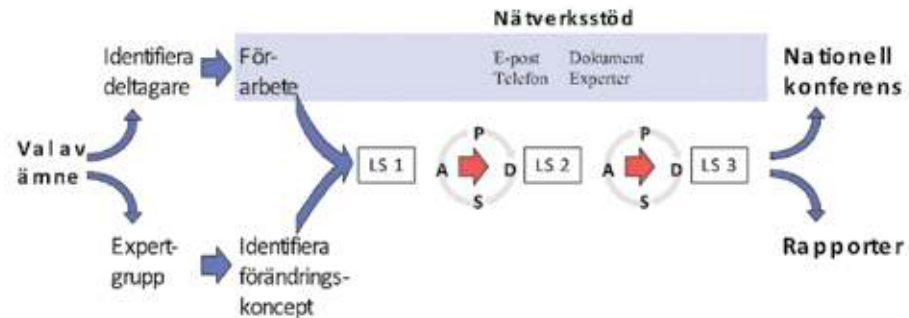 Nätverksstöd
Identifiera
deltagare
För-
arbete
E-post Dokument
Telefon Experter
Nationell
konferens
Val av
ämne
LS 1
P
A D
S
LS 2
P
A D
S
LS 3
Expert-
grupp
Identifiera
förändrings-
koncept
Rapporter